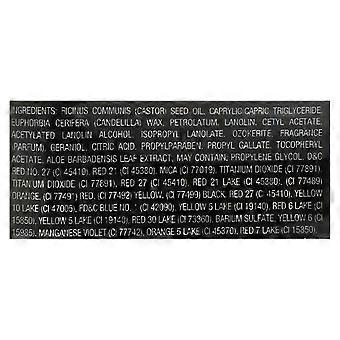 INGREDIENTS: RICINUS COMMUNIS (CASTOR) SEED OIL, CAPRYLIC/CAPRIC TRIGLYCERIDE,
EUPHORBIA CERIFERA (CANDELILLA) WAX, PETROLATUM, LANOLIN, CETYL ACETATE,
ACETYLATED LANOLIN ALCOHOL, ISOPROPYL LANOLATE, OZOKERITE, FRAGRANCE
(PARFUM), GERANIOL, CITRIC ACID, PROPYLPARABEN, PROPYL GALLATE, TOCOPHERYL
ACETATE, ALOE BARBADENSIS LEAF EXTRACT, MAY CONTAIN: PROPYLENE GLYCOL, D&C
RED NO. 27 (CI 45410), RED 21 (CI 45380), MICA (CI 77019), TITANIUM DIOXIDE (CI 77891),
TITANIUM DIOXIDE (CI 77891), RED 27 (CI 45410), RED 21 LAKE (CI 45380), (CI 77489)
ORANGE, (CI 77491) RED, (CI 77492) YELLOW, (CI 77499) BLACK, RED 27 (CI 45410), YELLOW
10 LAKE (CI 47005), FD&C BLUE NO. 1 (CI 42090), YELLOW 5 LAKE (CI 19140), RED 6 LAKE (CI
15850), YELLOW 5 LAKE (CI 19140), RED 30 LAKE (CI 73360), BARIUM SULFATE, YELLOW 6 (CI
15985), MANGANESE VIOLET (CI 77742), ORANGE 5 LAKE (CI 45370), RED 7 LAKE (CI 15850).